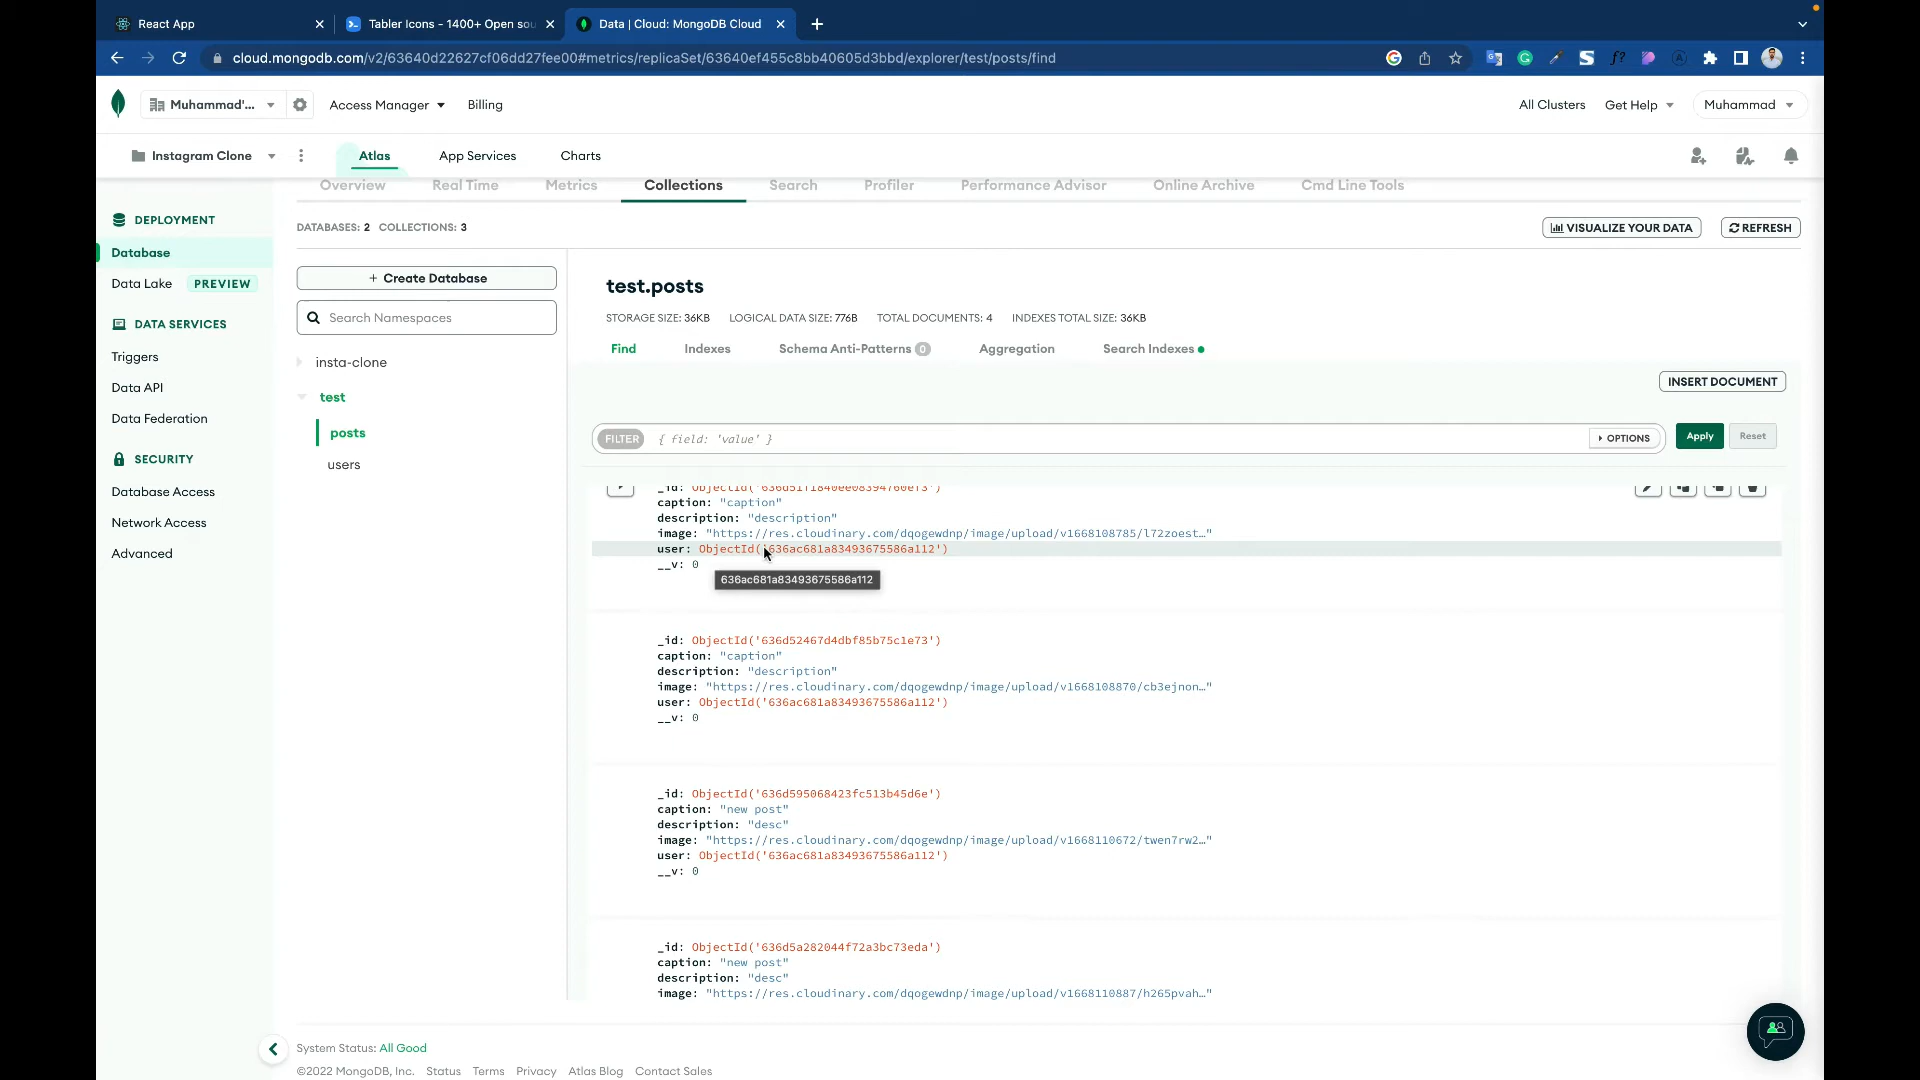 React App
Tabler Icons - 1400+ Open sou
Data | Cloud: MongoDB Cloud
cloud.mongodb.com/v2/63640d22627cf06dd27fee00#metrics/replicaSet/63640ef455c8bb40605d3bbd/explorer/test/posts/find
Muhammad'...
Access Manager
Billing
All Clusters
Get Help
Muhammad
Instagram Clone
Atlas
App Services
Charts
Overview
Real Time
Metrics
Collections
Search
Profiler
Performance Advisor
Online Archive
Cmd Line Tools
DEPLOYMENT
Database
Data Lake PREVIEW
DATA SERVICES
Triggers
Data API
Data Federation
SECURITY
Database Access
Network Access
Advanced
DATABASES: 2 COLLECTIONS: 3
VISUALIZE YOUR DATA
REFRESH
+ Create Database
Search Namespaces
insta-clone
test
posts
users
test.posts
STORAGE SIZE: 36KB LOGICAL DATA SIZE: 776B TOTAL DOCUMENTS: 4 INDEXES TOTAL SIZE: 36KB
Find
Indexes
Schema Anti-Patterns 0
Aggregation
Search Indexes
INSERT DOCUMENT
FILTER { field: 'value' }
OPTIONS
Apply
Reset
_id: ObjectId('636d51f1840ee08394760ef3')
caption: "caption"
description: "description"
image: "https://res.cloudinary.com/dqogewdnp/image/upload/v1668108785/l72zoest…"
user: ObjectId('636ac681a83493675586a112')
__v: 0
636ac681a83493675586a112
_id: ObjectId('636d52467d4dbf85b75c1e73')
caption: "caption"
description: "description"
image: "https://res.cloudinary.com/dqogewdnp/image/upload/v1668108870/cb3ejnon…"
user: ObjectId('636ac681a83493675586a112')
__v: 0
_id: ObjectId('636d595068423fc513b45d6e')
caption: "new post"
description: "desc"
image: "https://res.cloudinary.com/dqogewdnp/image/upload/v1668110672/twen7rw2…"
user: ObjectId('636ac681a83493675586a112')
__v: 0
_id: ObjectId('636d5a282044f72a3bc73eda')
caption: "new post"
description: "desc"
image: "https://res.cloudinary.com/dqogewdnp/image/upload/v1668110887/h265pvah…"
System Status: All Good
©2022 MongoDB, Inc. Status Terms Privacy Atlas Blog Contact Sales